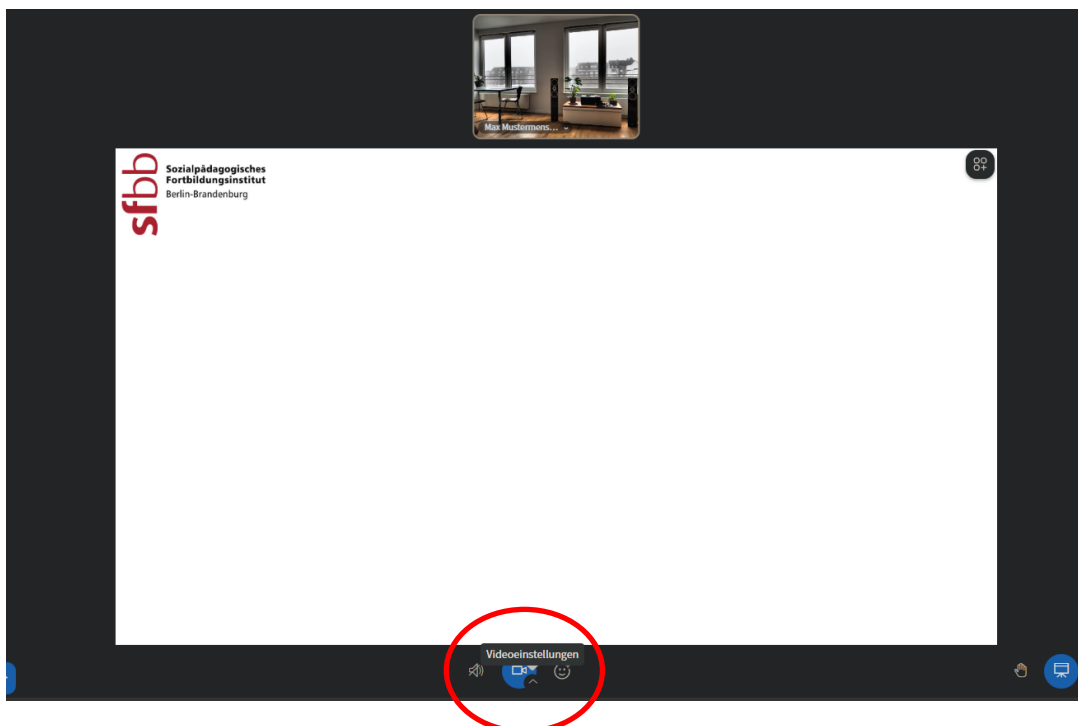 Max Mustermens...
sfbb
Sozialpädagogisches
Fortbildungsinstitut
Berlin-Brandenburg
Videoeinstellungen